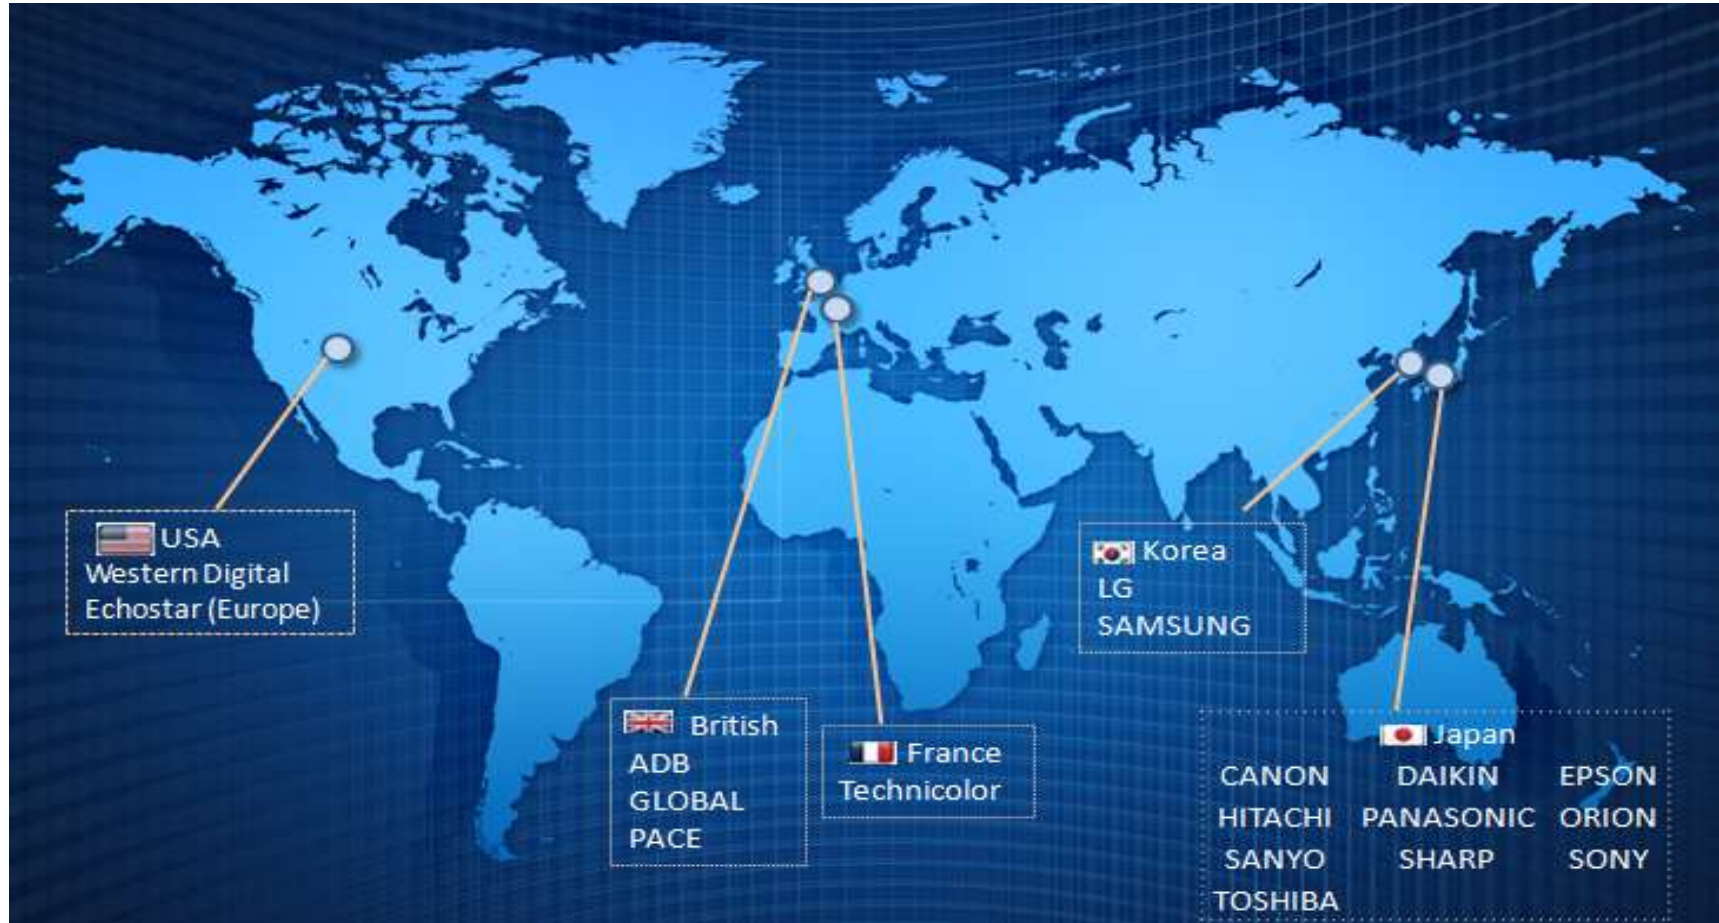 USA
Western Digital
Echostar (Europe)
British
ADB
GLOBAL
PACE
France
Technicolor
Korea
LG
SAMSUNG
Japan
CANON DAIKIN EPSON
HITACHI PANASONIC ORION
SANYO SHARP SONY
TOSHIBA